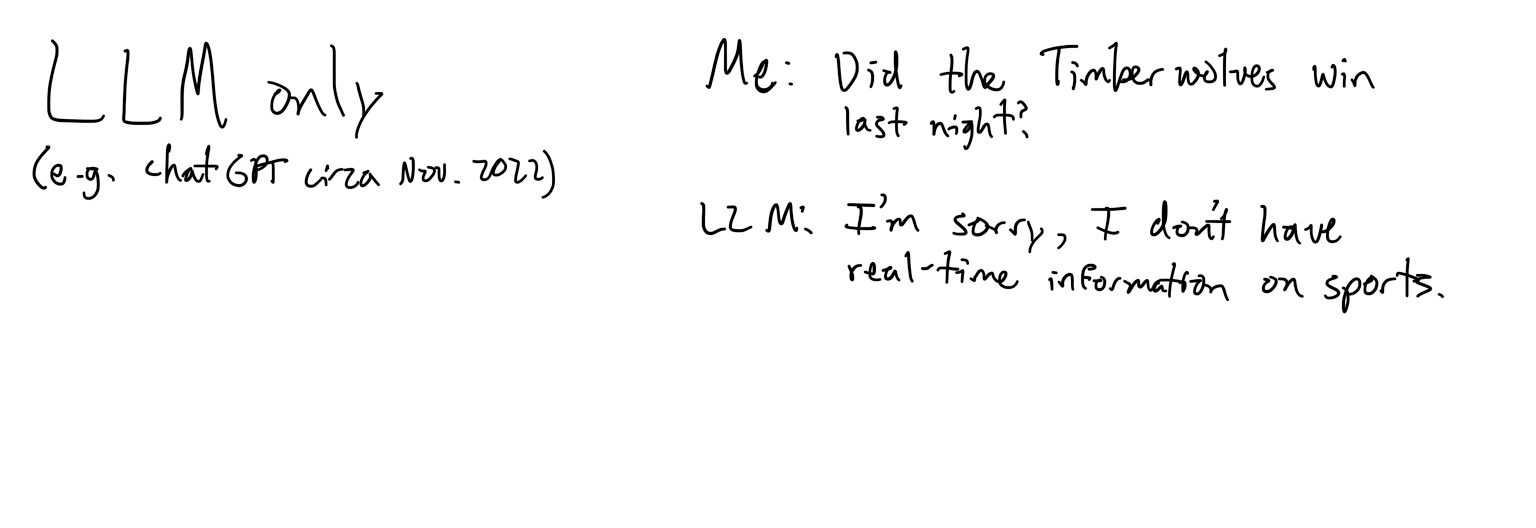 LLM only
(e.g. chatGPT circa Nov. 2022)
Me: Did the Timberwolves win
last night?
LLM: I'm sorry, I don't have
real-time information on sports.